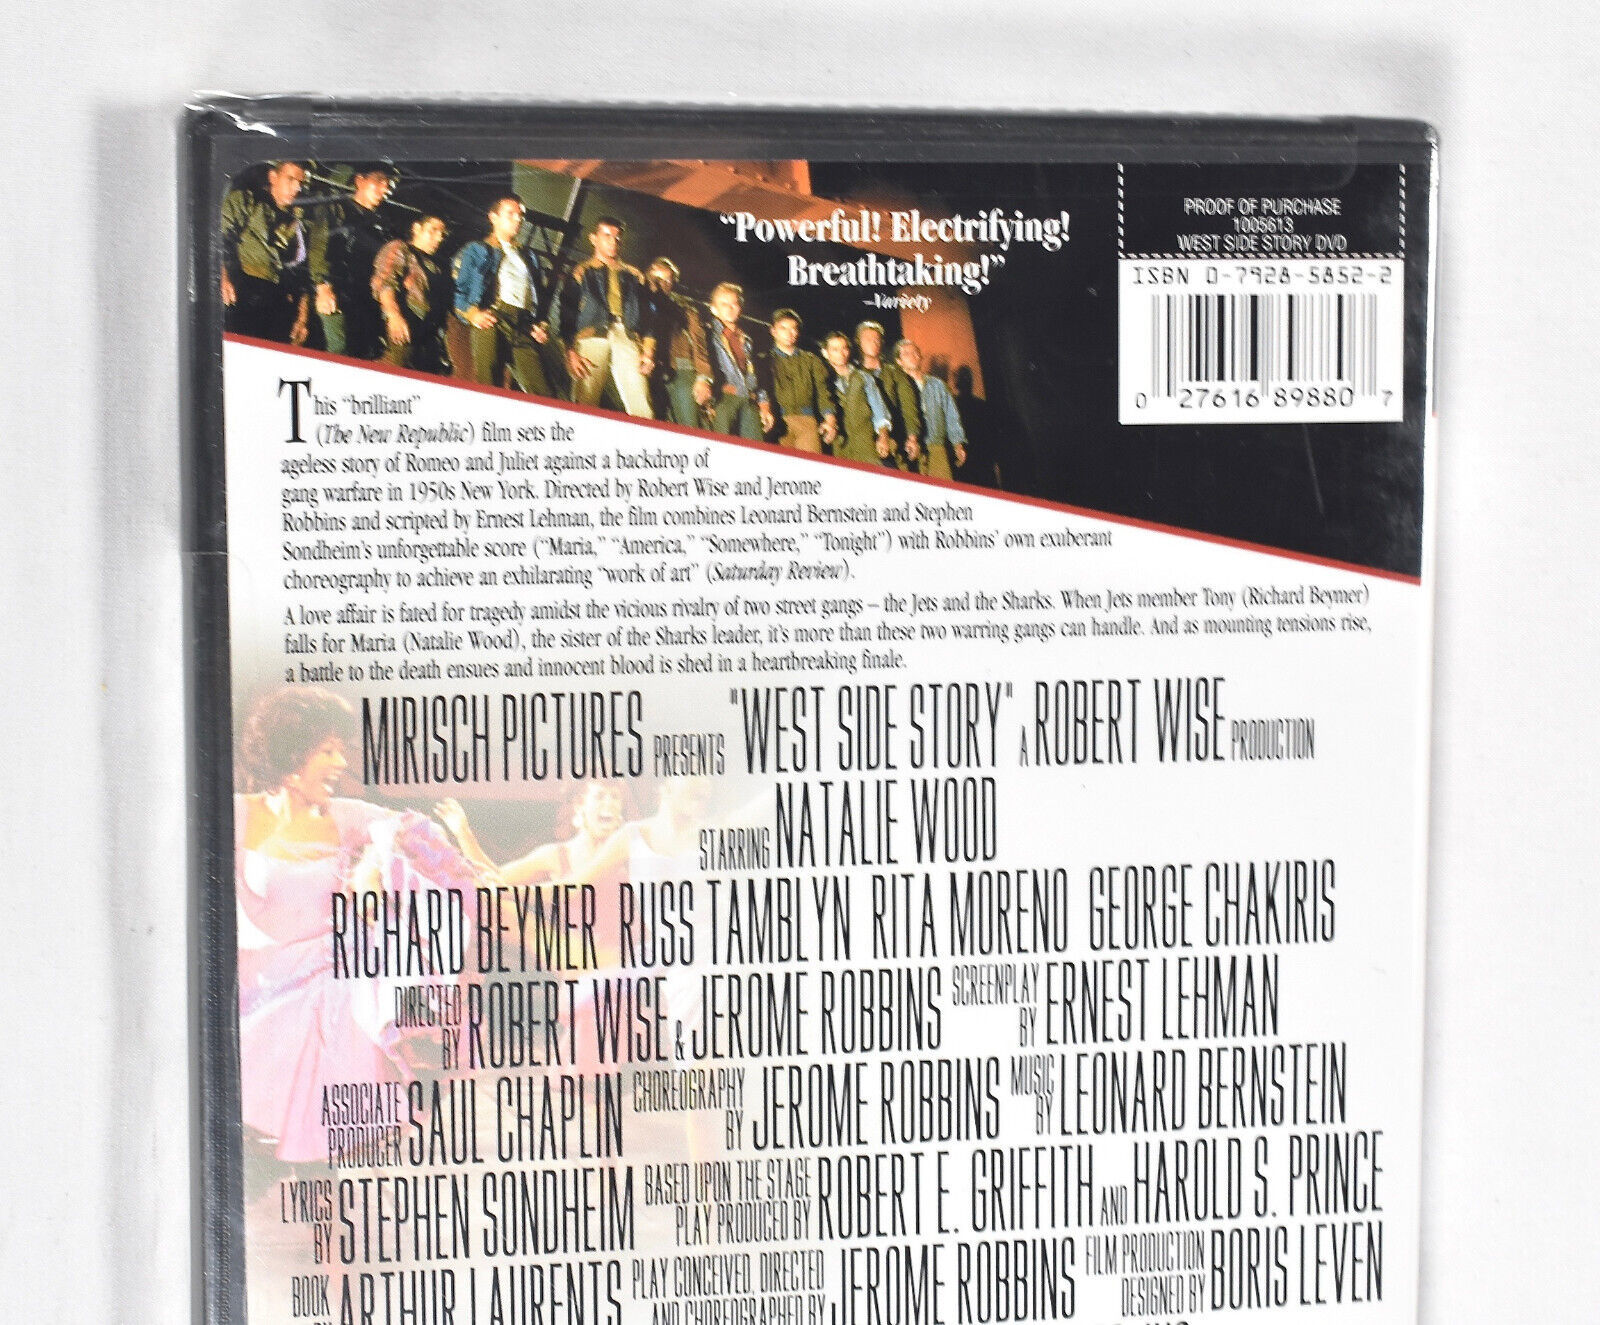 “Powerful! Electrifying!
Breathtaking!”
–Variety
PROOF OF PURCHASE
1005613
WEST SIDE STORY DVD
ISBN 0-7928-5852-2
0 27616 89880 7
This “brilliant”
(The New Republic) film sets the
ageless story of Romeo and Juliet against a backdrop of
gang warfare in 1950s New York. Directed by Robert Wise and Jerome
Robbins and scripted by Ernest Lehman, the film combines Leonard Bernstein and Stephen
Sondheim’s unforgettable score (“Maria,” “America,” “Somewhere,” “Tonight”) with Robbins’ own exuberant
choreography to achieve an exhilarating “work of art” (Saturday Review).
A love affair is fated for tragedy amidst the vicious rivalry of two street gangs – the Jets and the Sharks. When Jets member Tony (Richard Beymer)
falls for Maria (Natalie Wood), the sister of the Sharks leader, it’s more than these two warring gangs can handle. And as mounting tensions rise,
a battle to the death ensues and innocent blood is shed in a heartbreaking finale.
MIRISCH PICTURES PRESENTS "WEST SIDE STORY" A ROBERT WISE PRODUCTION
STARRING NATALIE WOOD
RICHARD BEYMER RUSS TAMBLYN RITA MORENO GEORGE CHAKIRIS
DIRECTED BY ROBERT WISE & JEROME ROBBINS SCREENPLAY BY ERNEST LEHMAN
ASSOCIATE PRODUCER SAUL CHAPLIN CHOREOGRAPHY BY JEROME ROBBINS MUSIC BY LEONARD BERNSTEIN
LYRICS BY STEPHEN SONDHEIM BASED UPON THE STAGE PLAY PRODUCED BY ROBERT E. GRIFFITH AND HAROLD S. PRINCE
BOOK BY ARTHUR LAURENTS PLAY CONCEIVED, DIRECTED AND CHOREOGRAPHED BY JEROME ROBBINS FILM PRODUCTION DESIGNED BY BORIS LEVEN